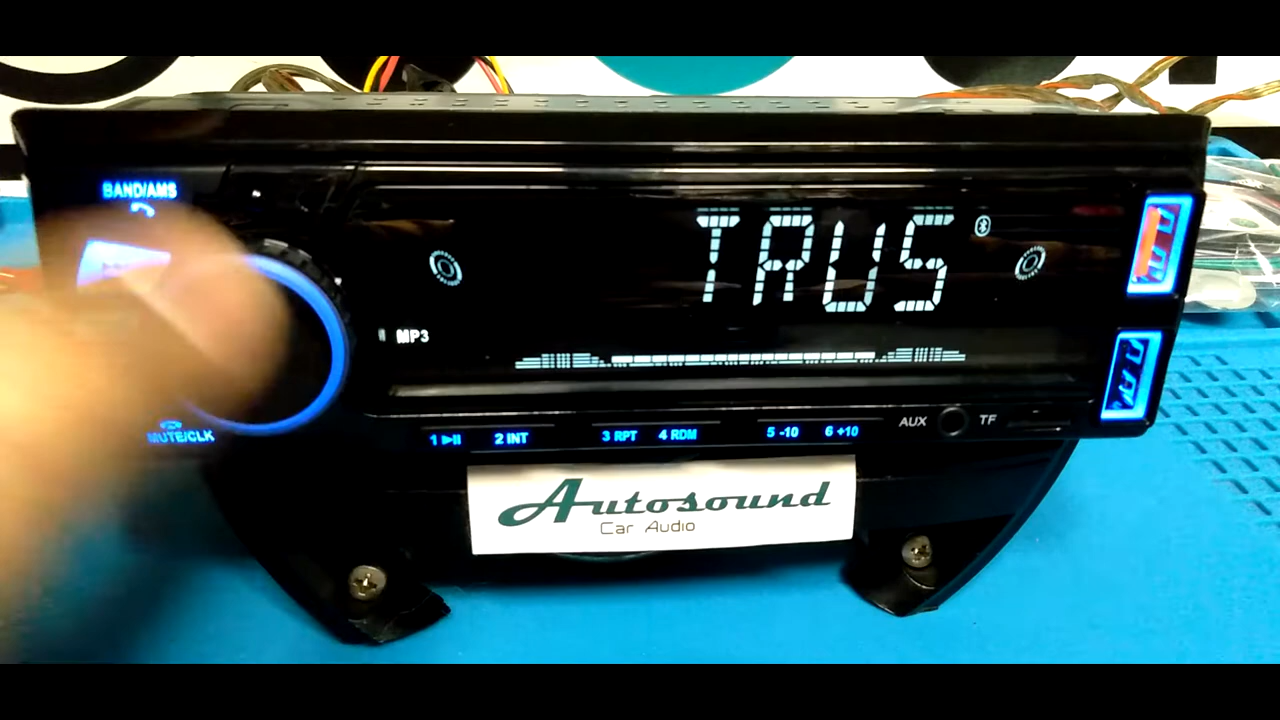 BAND/AMS
TRUS
MP3
MUTE/CLK
1 ▶II 2 INT 3 RPT 4 RDM 5 -10 6 +10
AUX TF
Autosound
Car Audio